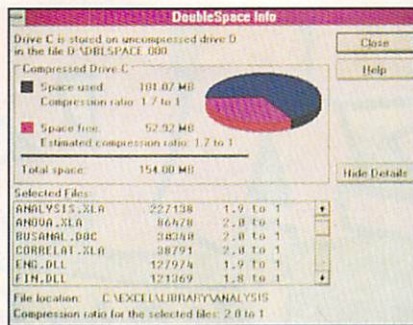 DoubleSpace Info
Drive C is stored on uncompressed drive D
in the file D:\DBLSPACE.000
Close
Help
Compressed Drive C
Space used: 101.07 MB
Compression ratio: 1.7 to 1
Space free: 52.92 MB
Estimated compression ratio: 1.7 to 1
Total space: 154.00 MB
Hide Details
Selected Files:
ANALYSIS.XLA 227138 1.9 to 1
ANOVA.XLA 86478 2.0 to 1
BUSANAL.DOC 30340 2.0 to 1
CORRELAT.XLA 38791 2.0 to 1
ENG.DLL 127974 1.9 to 1
FIN.DLL 121369 1.8 to 1
File location: C:\EXCEL\LIBRARY\ANALYSIS
Compression ratio for the selected files: 2.0 to 1